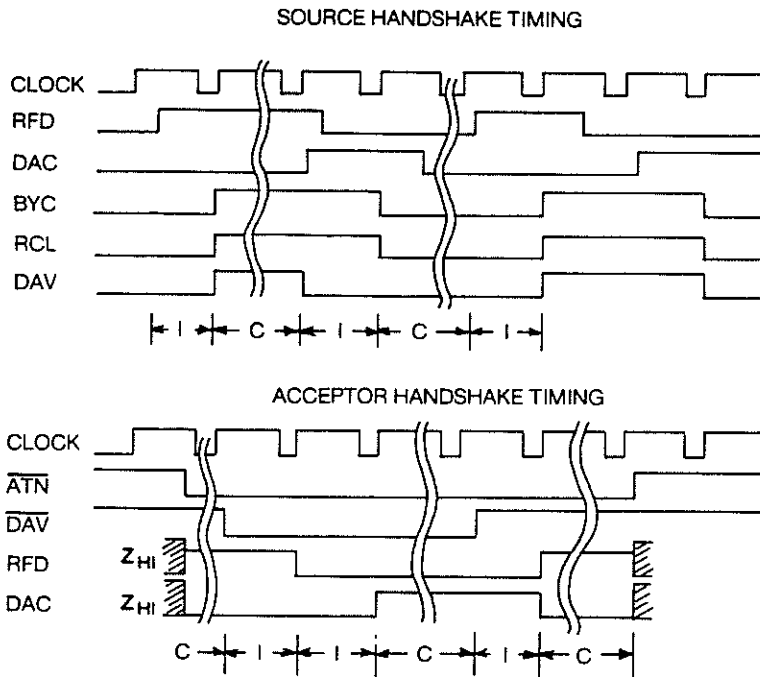 SOURCE HANDSHAKE TIMING
CLOCK
RFD
DAC
BYC
RCL
DAV
I C I C I
ACCEPTOR HANDSHAKE TIMING
CLOCK
ATN
DAV
RFD ZHI
DAC ZHI
C I I C I C